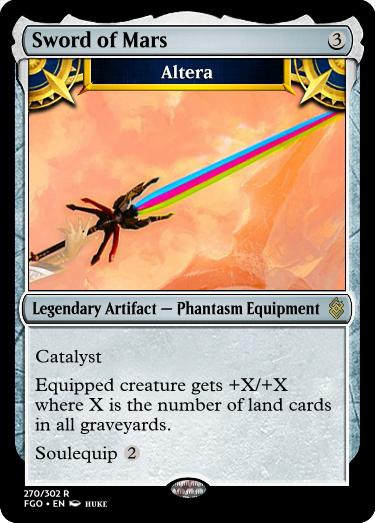 Sword of Mars 3
Altera
Legendary Artifact — Phantasm Equipment
Catalyst
Equipped creature gets +X/+X
where X is the number of land cards
in all graveyards.
Soulequip 2
270/302 R
FGO • EN HUKE